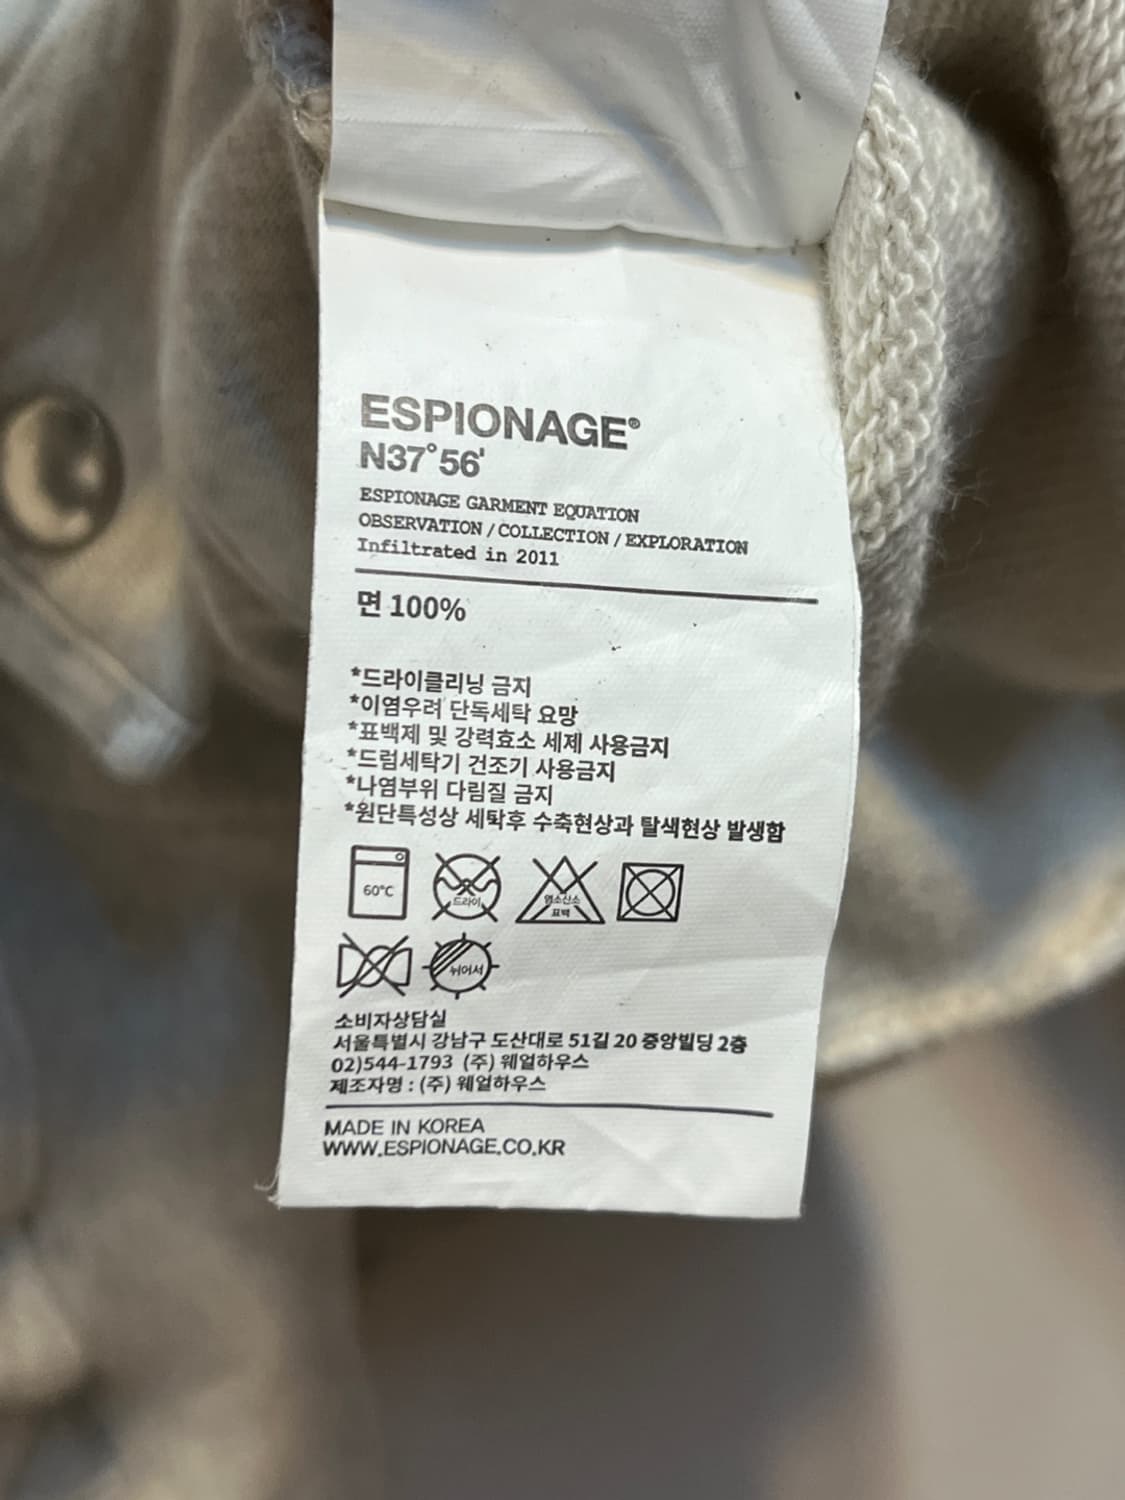 ESPIONAGE®
N37°56'
ESPIONAGE GARMENT EQUATION
OBSERVATION / COLLECTION / EXPLORATION
Infiltrated in 2011
면 100%
*드라이클리닝 금지
*이염우려 단독세탁 요망
*표백제 및 강력효소 세제 사용금지
*드럼세탁기 건조기 사용금지
*나염부위 다림질 금지
*원단특성상 세탁후 수축현상과 탈색현상 발생함
60°C
드라이
염소산소
표백
뉘어서
소비자상담실
서울특별시 강남구 도산대로 51길 20 중앙빌딩 2층
02)544-1793 (주) 웨얼하우스
제조자명 : (주) 웨얼하우스
MADE IN KOREA
WWW.ESPIONAGE.CO.KR